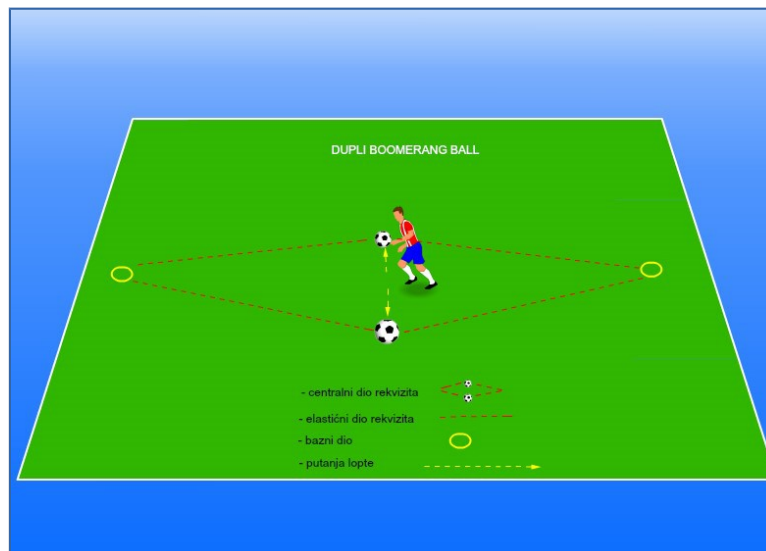 DUPLI BOOMERANG BALL
- centralni dio rekvizita
- elastični dio rekvizita
- bazni dio
- putanja lopte